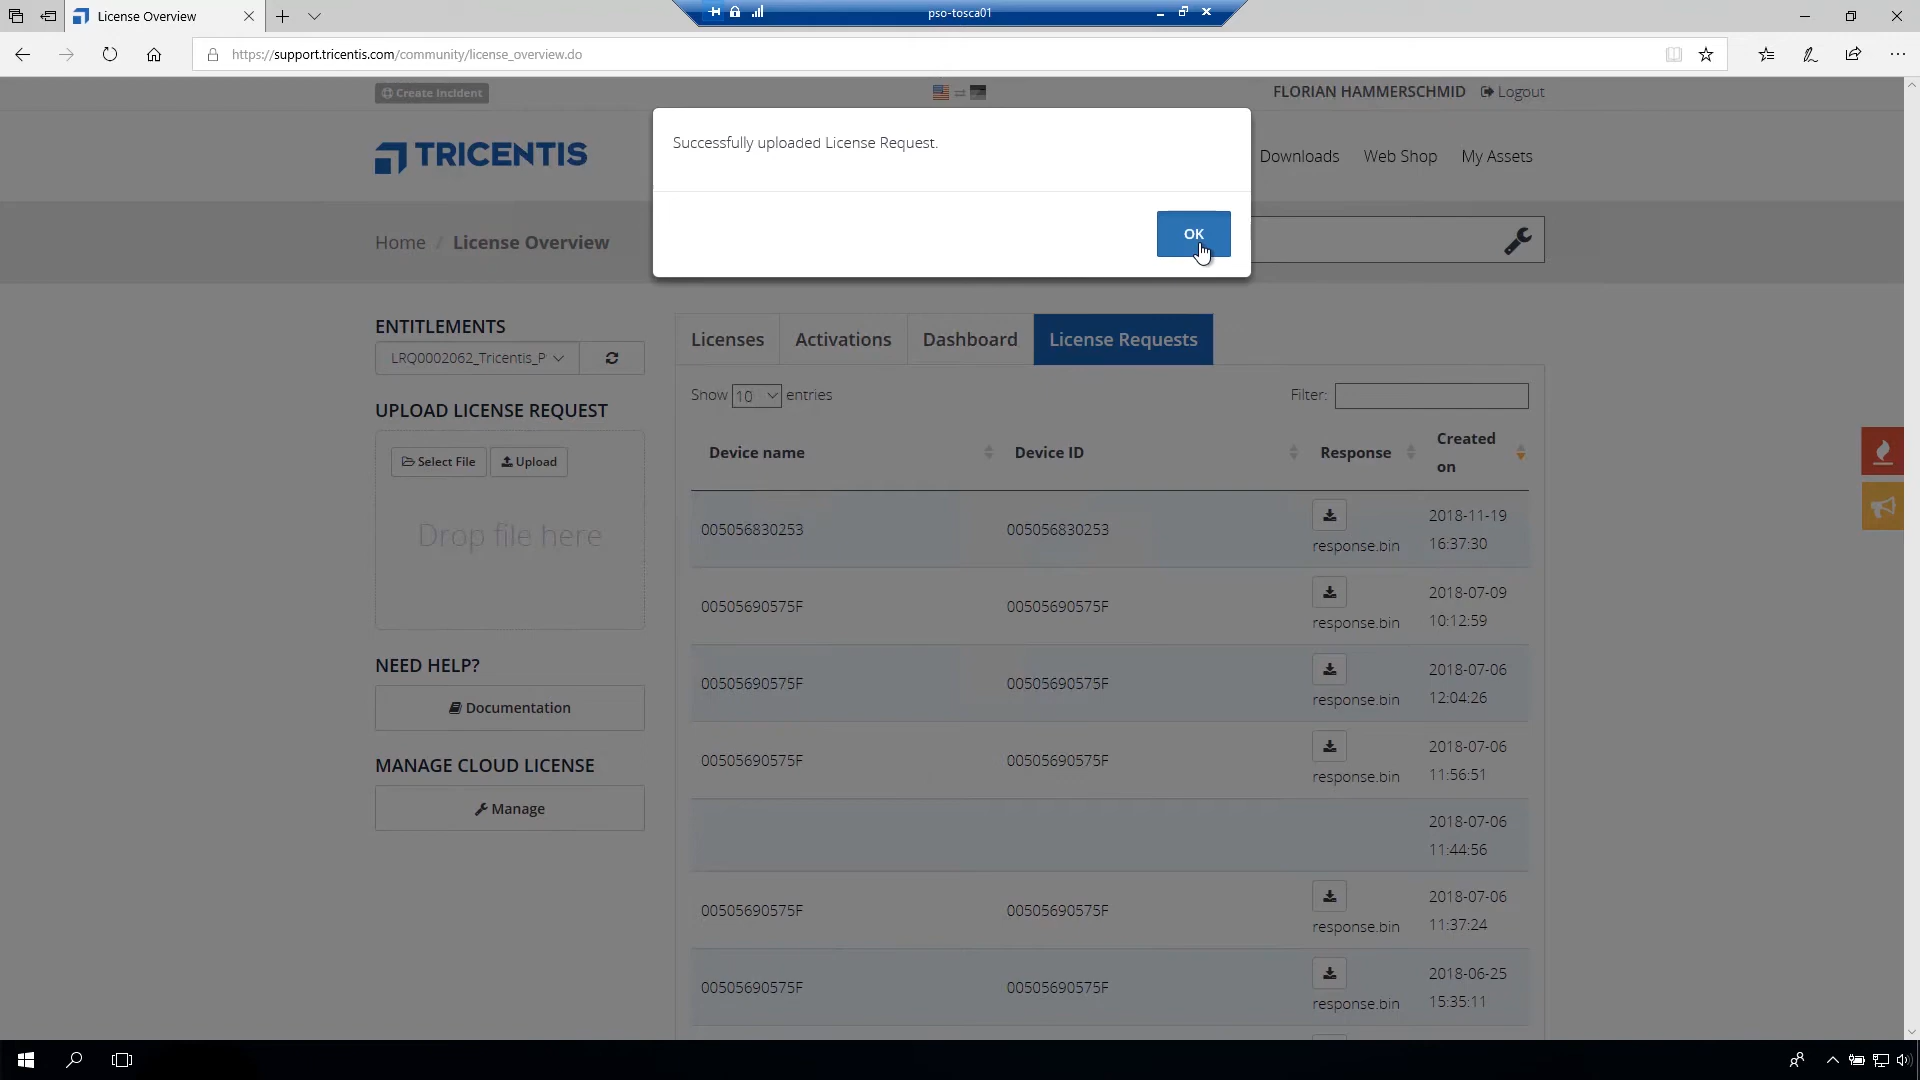 License Overview
pso-tosca01
https://support.tricentis.com/community/license_overview.do
Create Incident
FLORIAN HAMMERSCHMID
Logout
TRICENTIS
Downloads
Web Shop
My Assets
Successfully uploaded License Request.
OK
Home / License Overview
ENTITLEMENTS
LRQ0002062_Tricentis_P
UPLOAD LICENSE REQUEST
Select File
Upload
Drop file here
NEED HELP?
Documentation
MANAGE CLOUD LICENSE
Manage
Licenses
Activations
Dashboard
License Requests
Show 10 entries
Filter:
Device name
Device ID
Response
Created
on
005056830253
005056830253
response.bin
2018-11-19
16:37:30
00505690575F
00505690575F
response.bin
2018-07-09
10:12:59
00505690575F
00505690575F
response.bin
2018-07-06
12:04:26
00505690575F
00505690575F
response.bin
2018-07-06
11:56:51
2018-07-06
11:44:56
00505690575F
00505690575F
response.bin
2018-07-06
11:37:24
00505690575F
00505690575F
response.bin
2018-06-25
15:35:11